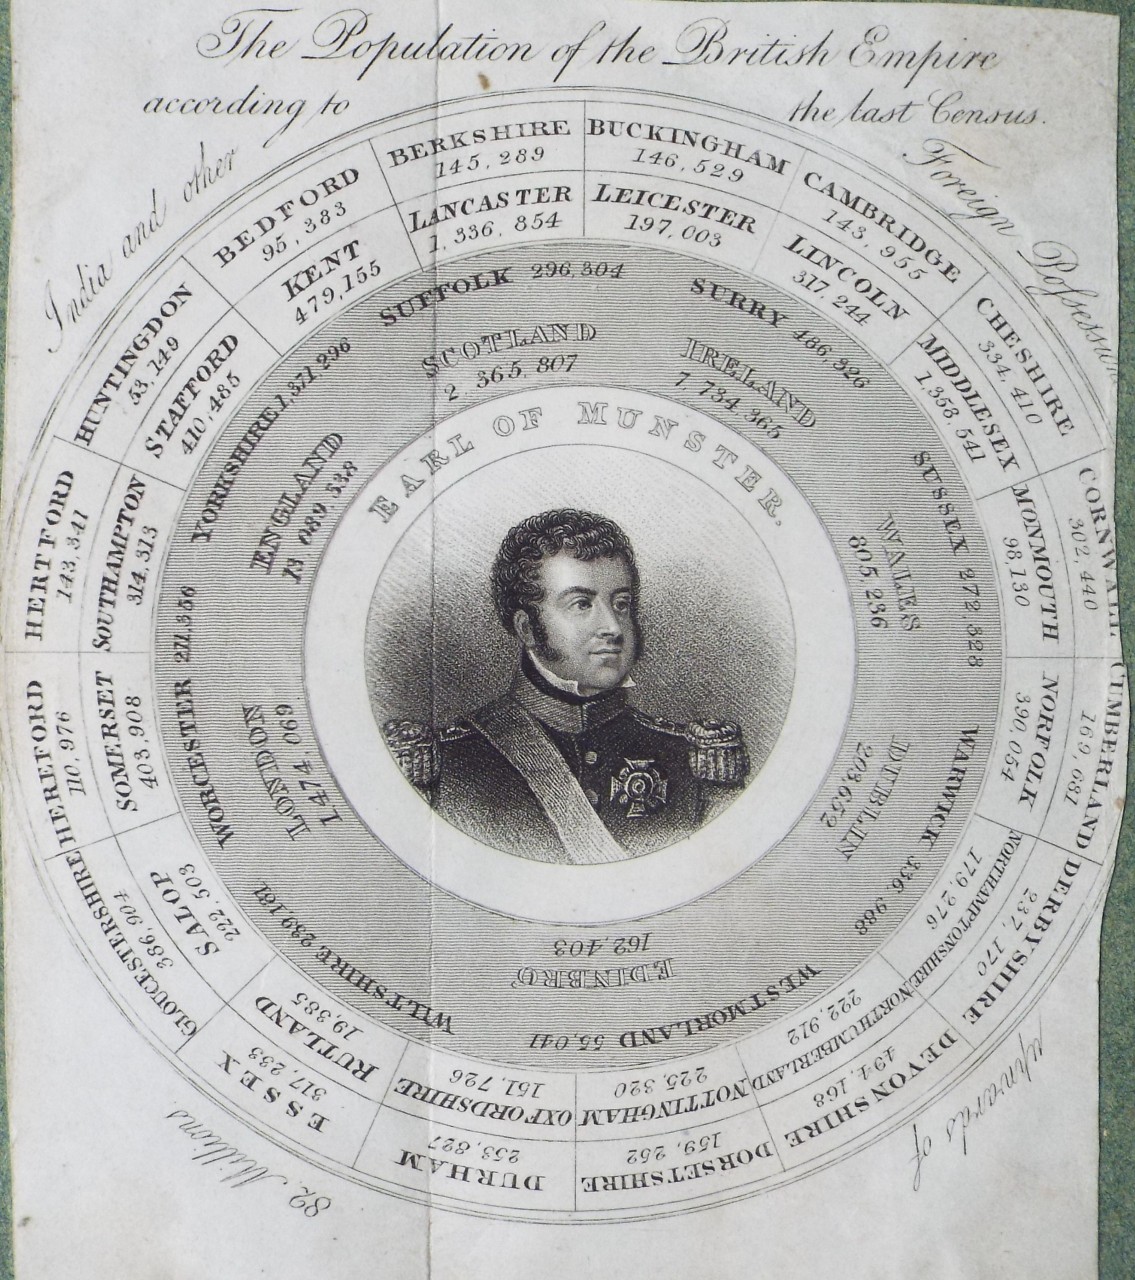 The Population of the British Empire
according to the last Census.
India and other Foreign Possessions
upwards of 82 Millions
BERKSHIRE
145,289
BUCKINGHAM
146,529
CAMBRIDGE
143,955
CHESHIRE
334,410
CORNWALL
302,440
CUMBERLAND
169,681
DERBYSHIRE
237,170
DEVONSHIRE
494,168
DORSETSHIRE
159,252
DURHAM
253,827
ESSEX
317,233
GLOUCESTERSHIRE
386,904
HEREFORD
110,976
HERTFORD
143,341
HUNTINGDON
53,149
BEDFORD
95,383
LANCASTER
1,336,854
LEICESTER
197,003
LINCOLN
317,244
MIDDLESEX
1,358,541
MONMOUTH
98,130
NORFOLK
390,054
NORTHAMPTONSHIRE
179,276
NORTHUMBERLAND
222,912
NOTTINGHAM
225,320
OXFORDSHIRE
151,726
RUTLAND
19,385
SALOP
222,503
SOMERSET
403,908
SOUTHAMPTON
314,313
STAFFORD
410,485
KENT
479,155
SUFFOLK 296,304
SURRY 486,326
SUSSEX 272,328
WARWICK 336,988
WESTMORLAND 55,041
WILTSHIRE 239,181
WORCESTER 211,356
YORKSHIRE 1,371,296
SCOTLAND
2,365,807
IRELAND
7,734,365
WALES
805,236
DUBLIN
203,652
EDINBRO'
162,403
LONDON
1,474,069
ENGLAND
13,089,338
EARL OF MUNSTER.